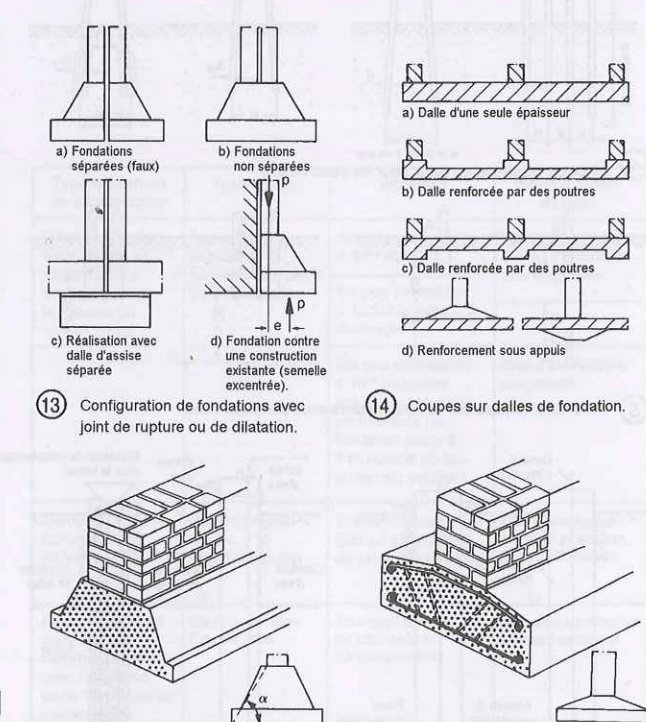 a) Fondations
séparées (faux)
b) Fondations
non séparées
p
c) Réalisation avec
dalle d'assise
séparée
e
p
d) Fondation contre
une construction
existante (semelle
excentrée).
13 Configuration de fondations avec
joint de rupture ou de dilatation.
a) Dalle d'une seule épaisseur
b) Dalle renforcée par des poutres
c) Dalle renforcée par des poutres
d) Renforcement sous appuis
14 Coupes sur dalles de fondation.
α